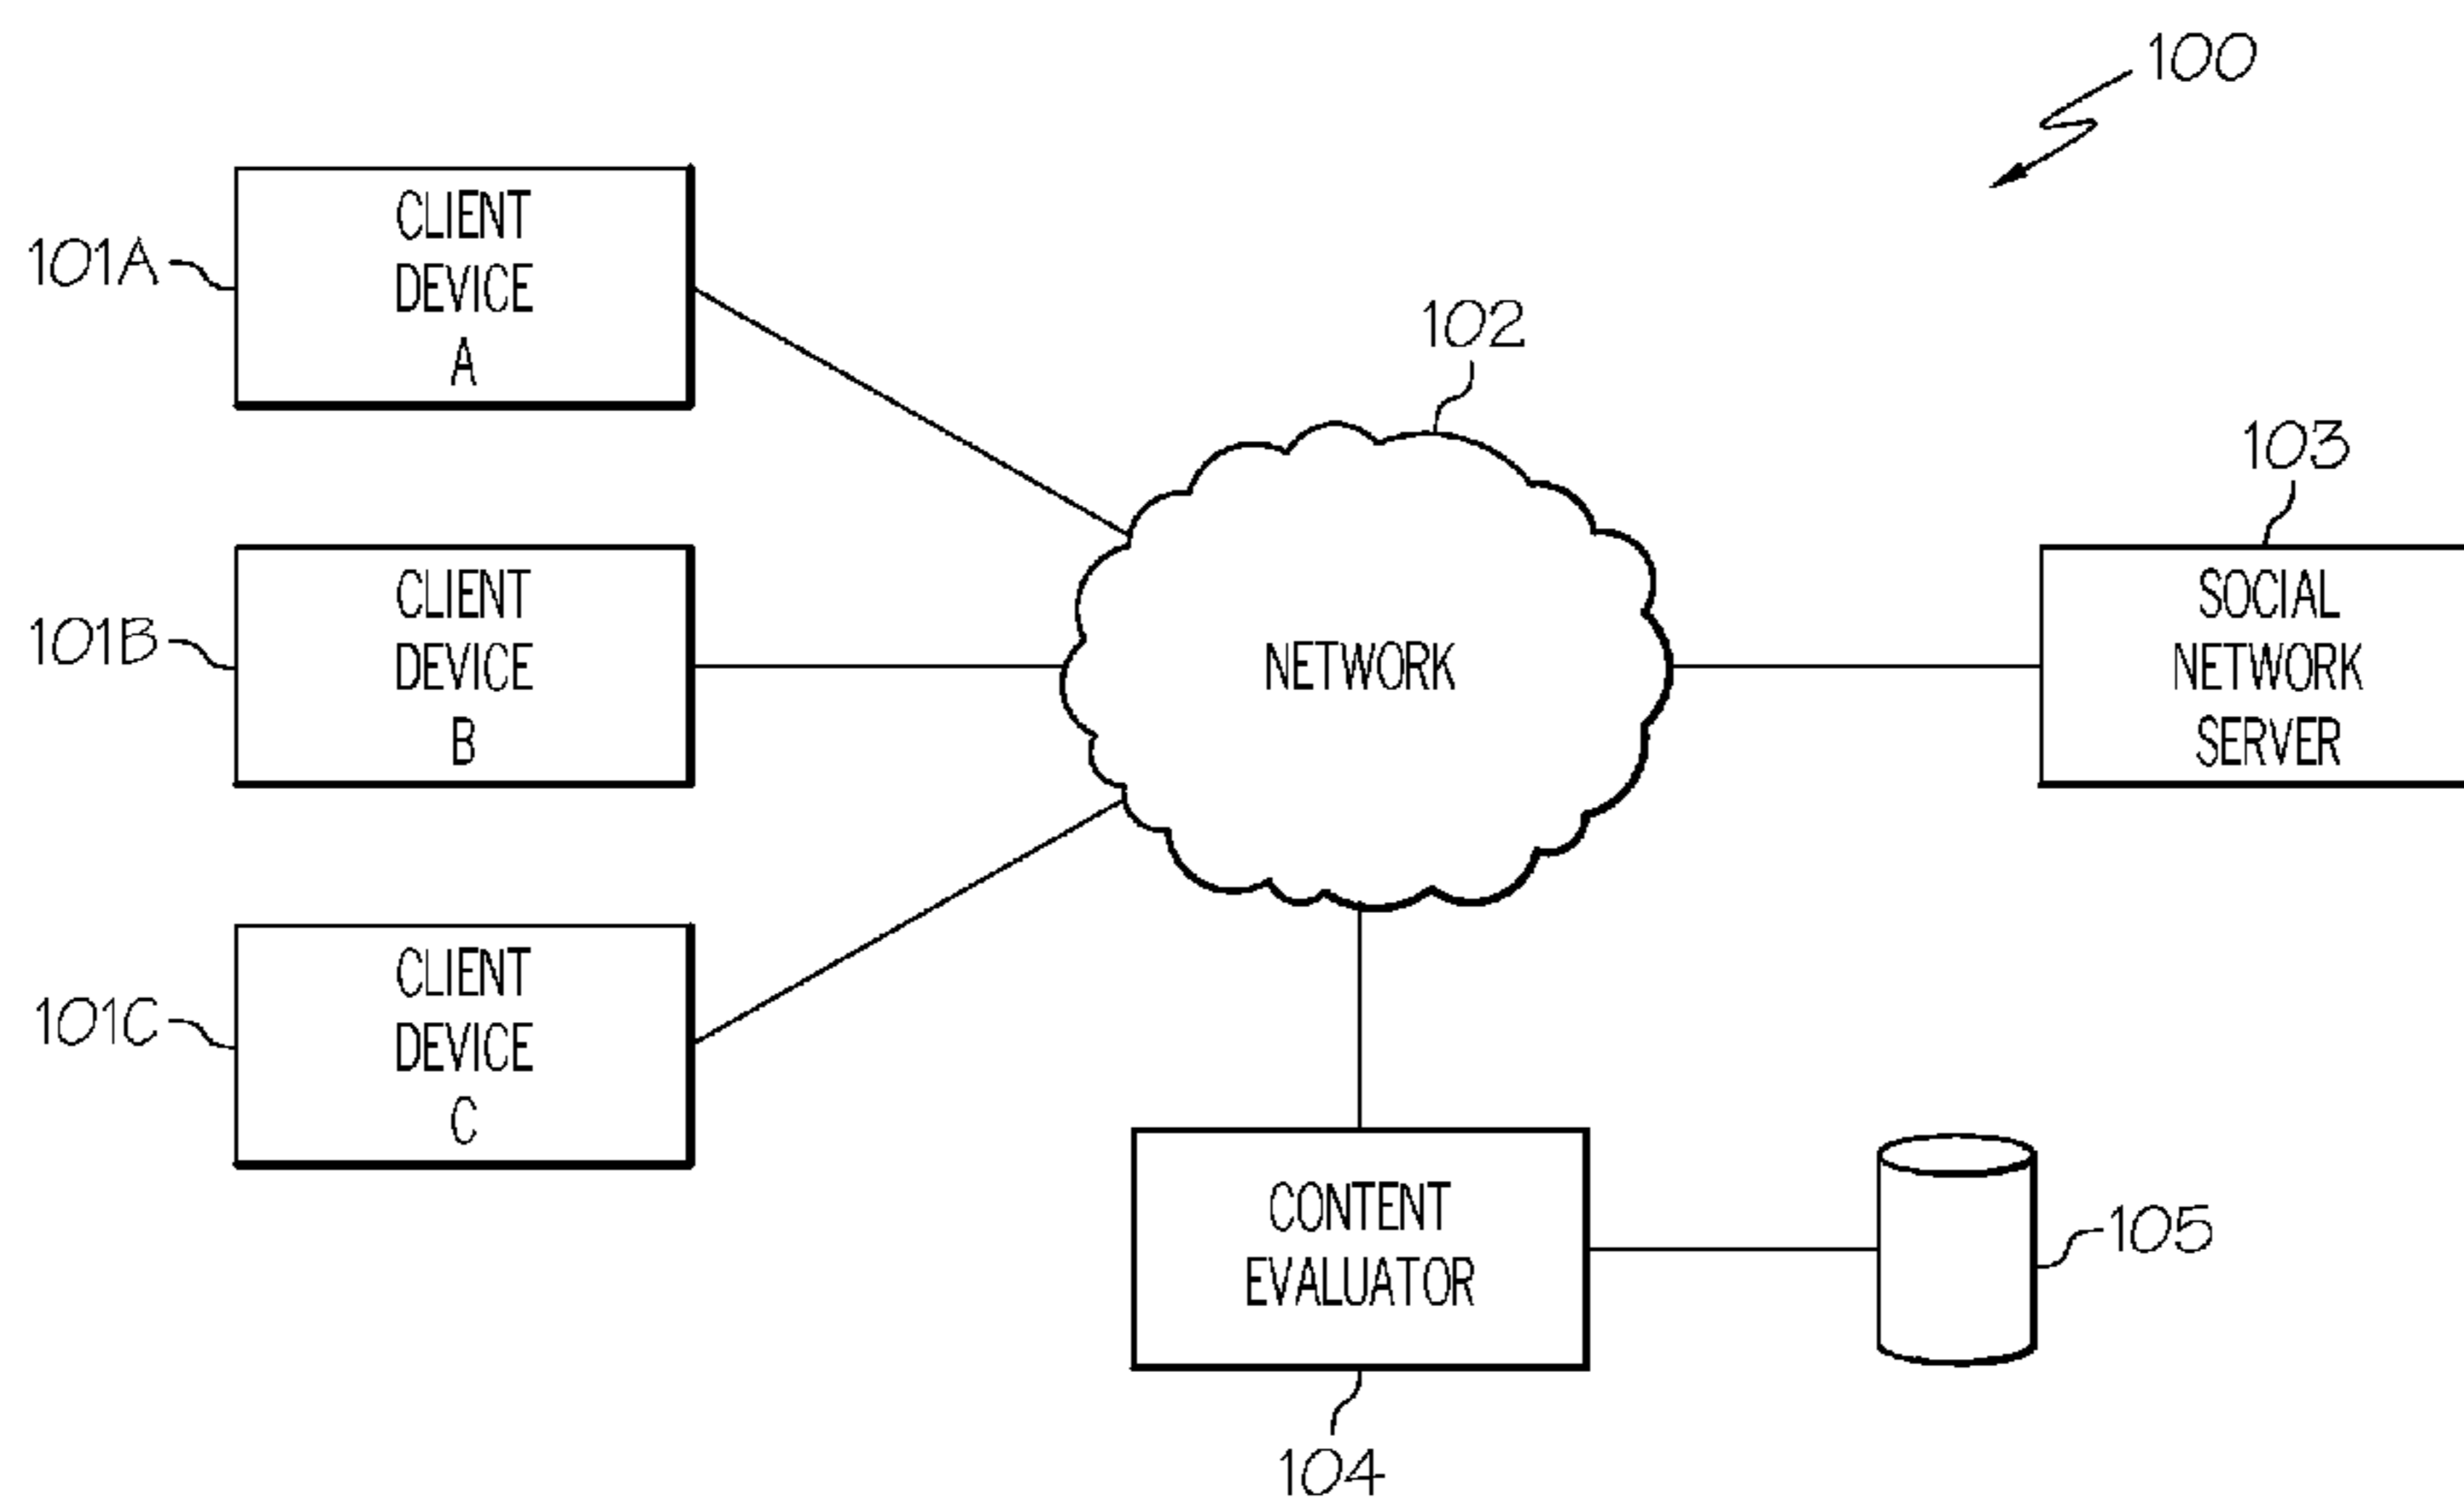 100
CLIENT
DEVICE
A
101A
102
103
CLIENT
DEVICE
B
101B
NETWORK
SOCIAL
NETWORK
SERVER
CLIENT
DEVICE
C
101C
CONTENT
EVALUATOR
105
104